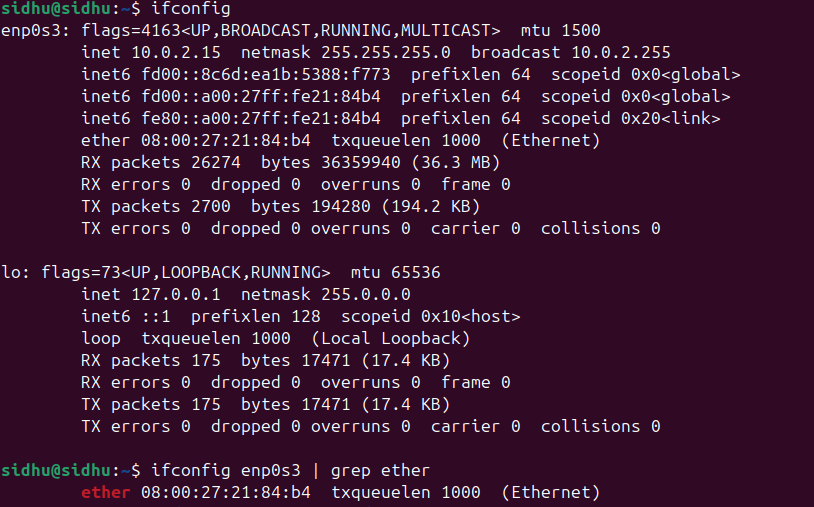 sidhu@sidhu:~$ ifconfig
enp0s3: flags=4163<UP,BROADCAST,RUNNING,MULTICAST>  mtu 1500
        inet 10.0.2.15  netmask 255.255.255.0  broadcast 10.0.2.255
        inet6 fd00::8c6d:ea1b:5388:f773  prefixlen 64  scopeid 0x0<global>
        inet6 fd00::a00:27ff:fe21:84b4  prefixlen 64  scopeid 0x0<global>
        inet6 fe80::a00:27ff:fe21:84b4  prefixlen 64  scopeid 0x20<link>
        ether 08:00:27:21:84:b4  txqueuelen 1000  (Ethernet)
        RX packets 26274  bytes 36359940 (36.3 MB)
        RX errors 0  dropped 0  overruns 0  frame 0
        TX packets 2700  bytes 194280 (194.2 KB)
        TX errors 0  dropped 0 overruns 0  carrier 0  collisions 0

lo: flags=73<UP,LOOPBACK,RUNNING>  mtu 65536
        inet 127.0.0.1  netmask 255.0.0.0
        inet6 ::1  prefixlen 128  scopeid 0x10<host>
        loop  txqueuelen 1000  (Local Loopback)
        RX packets 175  bytes 17471 (17.4 KB)
        RX errors 0  dropped 0  overruns 0  frame 0
        TX packets 175  bytes 17471 (17.4 KB)
        TX errors 0  dropped 0 overruns 0  carrier 0  collisions 0

sidhu@sidhu:~$ ifconfig enp0s3 | grep ether
        ether 08:00:27:21:84:b4  txqueuelen 1000  (Ethernet)